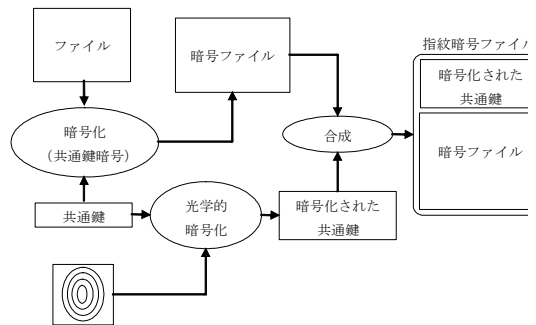 ファイル
暗号ファイル
指紋暗号ファイル
暗号化された
共通鍵
暗号化
（共通鍵暗号）
合成
暗号ファイル
共通鍵
光学的
暗号化
暗号化された
共通鍵